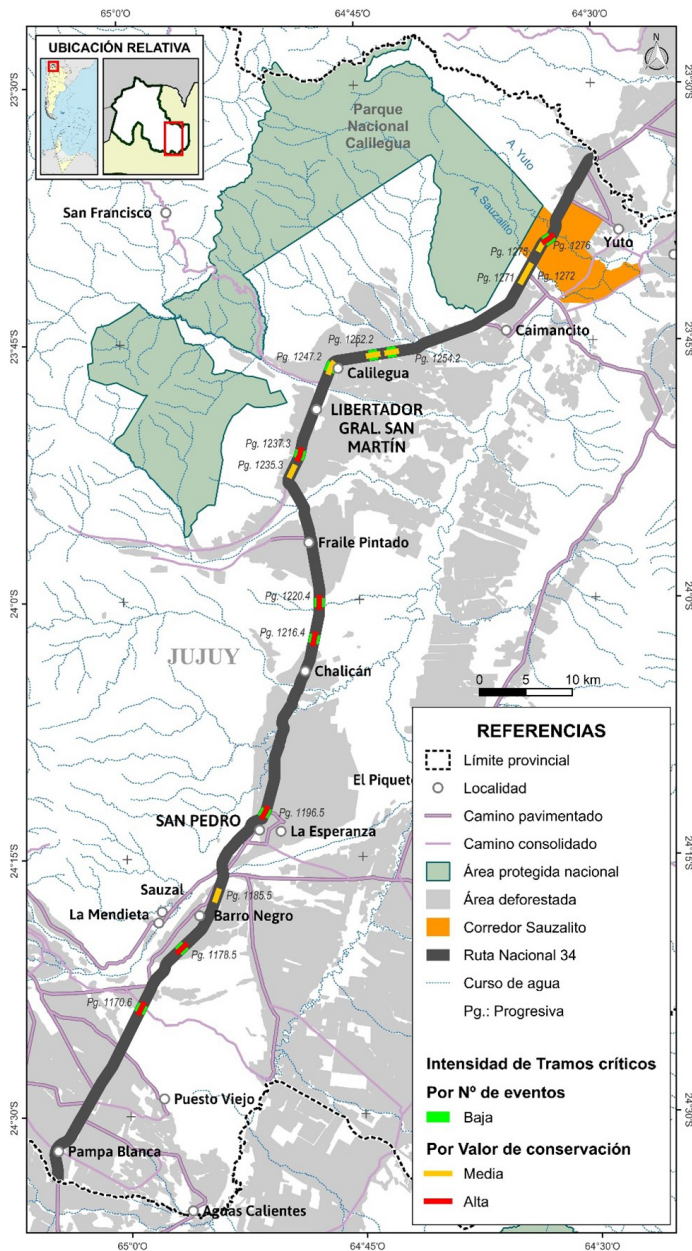 65°0'O
64°45'O
64°30'O
UBICACIÓN RELATIVA
N
23°30'S
23°30'S
Parque
Nacional
Calilegua
A. Yuto
A. Sauzalito
San Francisco
Yuto
Pg. 1275
Pg. 1276
Pg. 1271
Pg. 1272
Caimancito
23°45'S
23°45'S
Pg. 1252.2
Pg. 1247.2
Pg. 1254.2
Calilegua
LIBERTADOR
GRAL. SAN
MARTÍN
Pg. 1237.3
Pg. 1235.3
Fraile Pintado
24°0'S
24°0'S
Pg. 1220.4
Pg. 1216.4
JUJUY
Chalicán
0 5 10 km
El Piquete
Pg. 1196.5
SAN PEDRO
La Esperanza
24°15'S
24°15'S
Sauzal
Pg. 1185.5
La Mendieta
Barro Negro
Pg. 1178.5
Pg. 1170.6
Puesto Viejo
24°30'S
24°30'S
Pampa Blanca
Aguas Calientes
65°0'O
64°45'O
64°30'O
REFERENCIAS
Límite provincial
Localidad
Camino pavimentado
Camino consolidado
Área protegida nacional
Área deforestada
Corredor Sauzalito
Ruta Nacional 34
Curso de agua
Pg.: Progresiva
Intensidad de Tramos críticos
Por Nº de eventos
Baja
Por Valor de conservación
Media
Alta